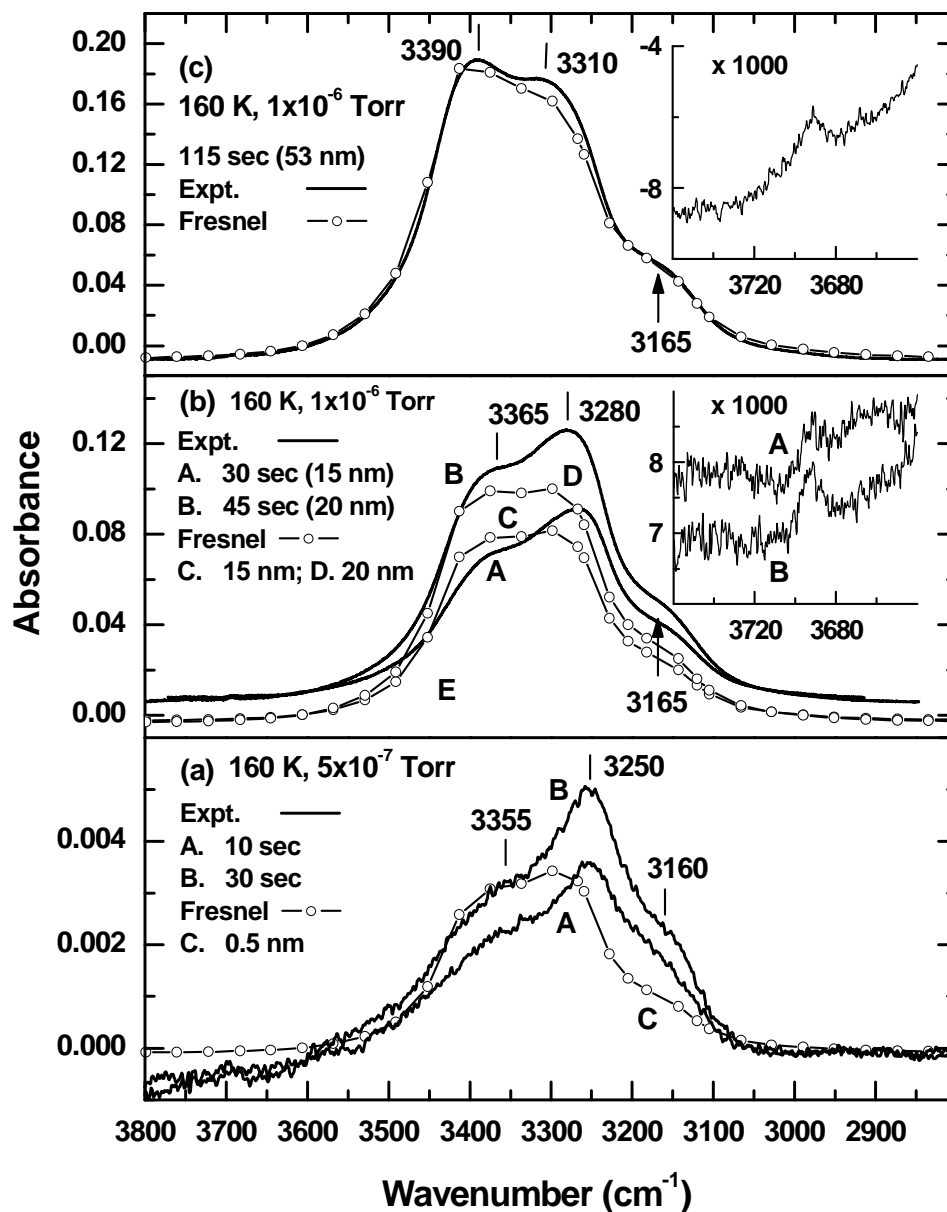 0.20
0.16
0.12
0.08
0.04
0.00
(c)
160 K, 1x10-6 Torr
115 sec (53 nm)
Expt.
Fresnel
3390
3310
3165
x 1000
-4
-8
3720
3680
0.12
0.08
0.04
0.00
(b) 160 K, 1x10-6 Torr
Expt.
A. 30 sec (15 nm)
B. 45 sec (20 nm)
Fresnel
C. 15 nm; D. 20 nm
3365
3280
B
D
C
A
E
3165
x 1000
8
7
A
B
3720
3680
0.004
0.002
0.000
(a) 160 K, 5x10-7 Torr
Expt.
A. 10 sec
B. 30 sec
Fresnel
C. 0.5 nm
3355
B
3250
3160
A
C
3800 3700 3600 3500 3400 3300 3200 3100 3000 2900
Wavenumber (cm-1)
Absorbance